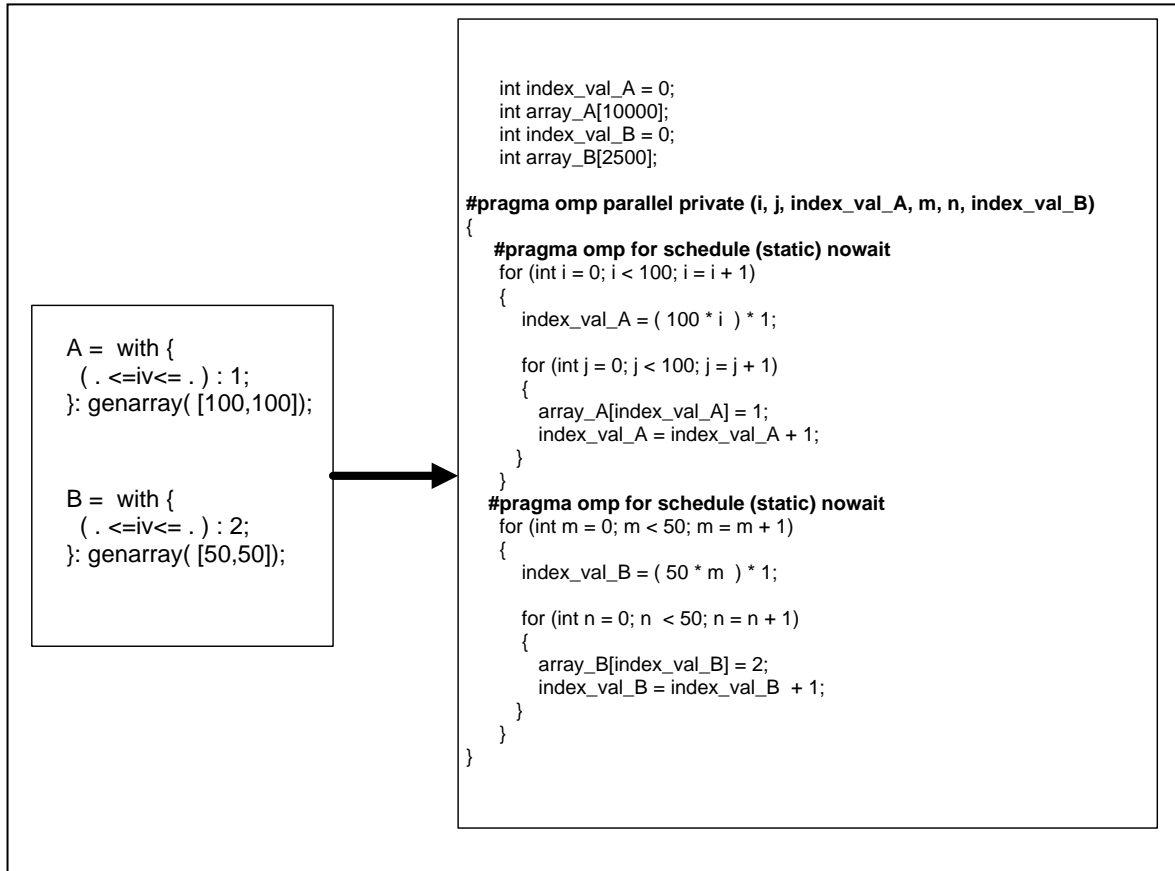 A =  with {
( . <=iv<= . ) : 1;
}: genarray( [100,100]);
B =  with {
( . <=iv<= . ) : 2;
}: genarray( [50,50]);
int index_val_A = 0;
int array_A[10000];
int index_val_B = 0;
int array_B[2500];
#pragma omp parallel private (i, j, index_val_A, m, n, index_val_B)
{
#pragma omp for schedule (static) nowait
for (int i = 0; i < 100; i = i + 1)
{
index_val_A = ( 100 * i  ) * 1;
for (int j = 0; j < 100; j = j + 1)
{
array_A[index_val_A] = 1;
index_val_A = index_val_A + 1;
}
}
#pragma omp for schedule (static) nowait
for (int m = 0; m < 50; m = m + 1)
{
index_val_B = ( 50 * m  ) * 1;
for (int n = 0; n  < 50; n = n + 1)
{
array_B[index_val_B] = 2;
index_val_B = index_val_B  + 1;
}
}
}